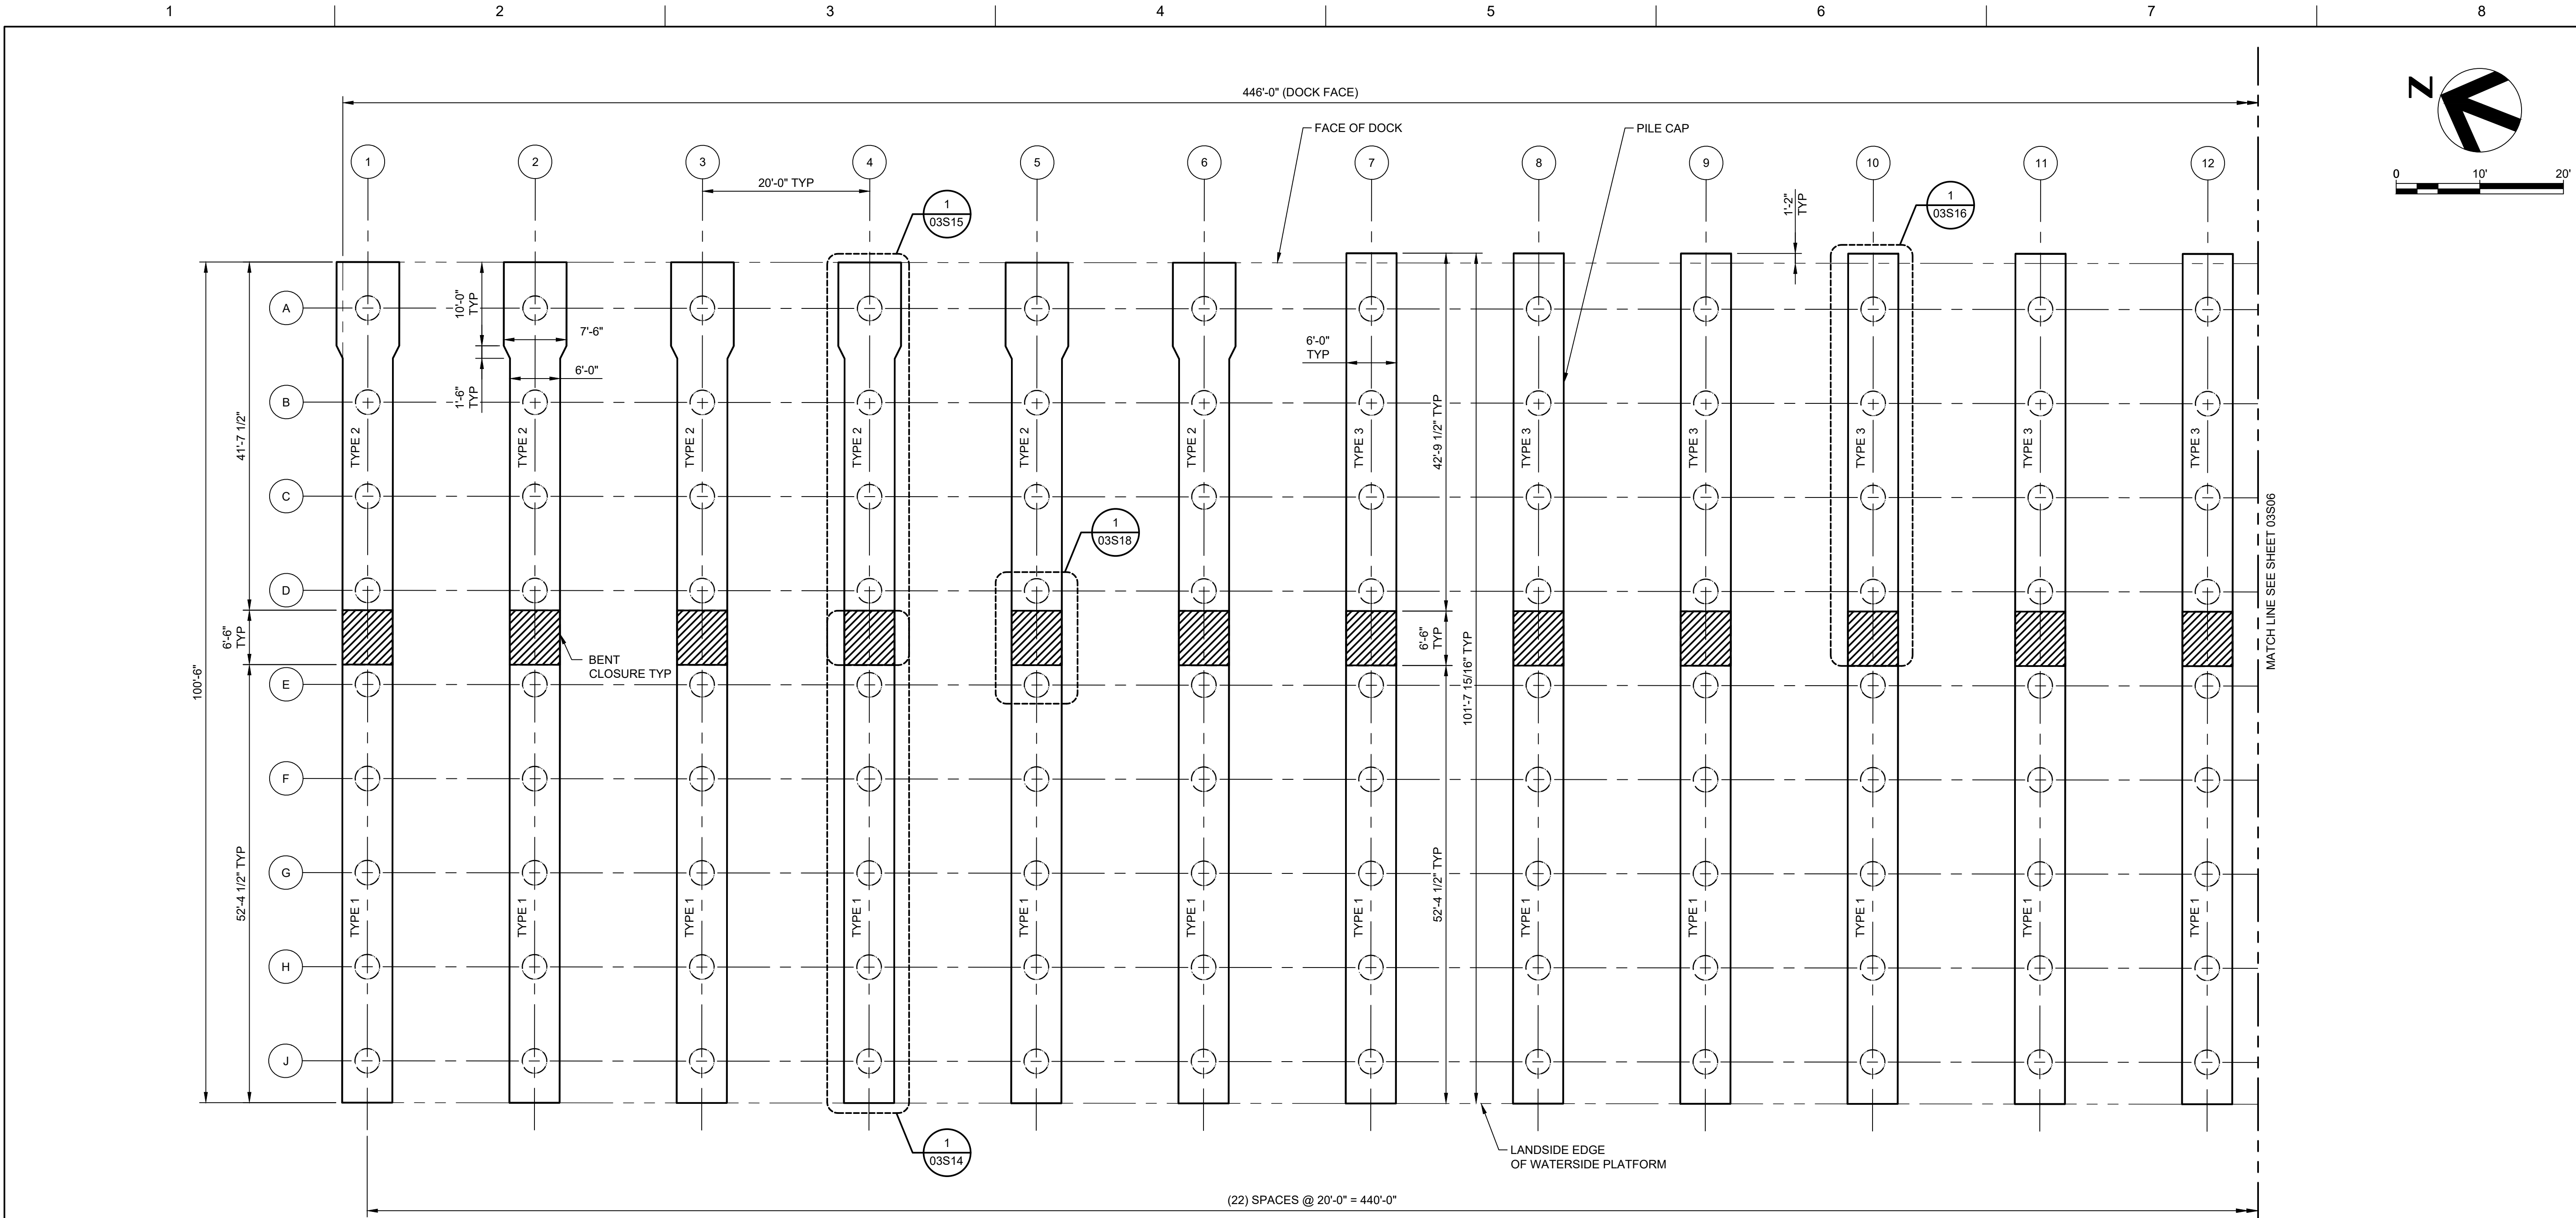 1 2 3 4 5 6 7 8
446'-0" (DOCK FACE)
N
0 10' 20'
FACE OF DOCK
PILE CAP
1 2 3 4 5 6 7 8 9 10 11 12
20'-0" TYP
1
03S15
1'-2"
TYP
1
03S16
A
10'-0"
TYP
7'-6"
6'-0"
TYP
1'-6"
TYP
6'-0"
B
41'-7 1/2"
42'-9 1/2" TYP
TYPE 2 TYPE 2 TYPE 2 TYPE 2 TYPE 2 TYPE 2 TYPE 3 TYPE 3 TYPE 3 TYPE 3 TYPE 3 TYPE 3
C
1
03S18
MATCH LINE SEE SHEET 03S06
D
6'-6"
TYP
BENT
CLOSURE TYP
6'-6"
TYP
100'-6"
101'-7 15/16" TYP
E
F
G
52'-4 1/2" TYP
52'-4 1/2" TYP
TYPE 1 TYPE 1 TYPE 1 TYPE 1 TYPE 1 TYPE 1 TYPE 1 TYPE 1 TYPE 1 TYPE 1 TYPE 1 TYPE 1
H
J
1
03S14
LANDSIDE EDGE
OF WATERSIDE PLATFORM
(22) SPACES @ 20'-0" = 440'-0"